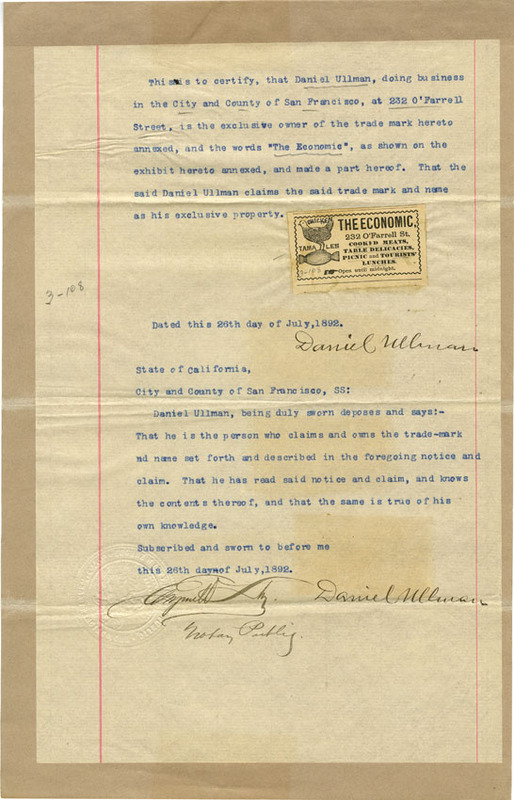 This is to certify, that Daniel Ullman, doing business
in the City and County of San Francisco, at 232 O'Farrell
Street, is the exclusive owner of the trade mark hereto
annexed, and the words "The Economic", as shown on the
exhibit hereto annexed, and made a part hereof. That the
said Daniel Ullman claims the said trade mark and name
as his exclusive property.
CHICKEN
TAMALES
THE ECONOMIC,
232 O'Farrell St.
COOKED MEATS,
TABLE DELICACIES,
PICNIC and TOURISTS'
LUNCHES.
Open until midnight.
3-108
3-108
Dated this 26th day of July,1892.
Daniel Ullman
State of California,
City and County of San Francisco, SS:
Daniel Ullman, being duly sworn deposes and says:-
That he is the person who claims and owns the trade-mark
nd name set forth and described in the foregoing notice and
claim. That he has read said notice and claim, and knows
the contents thereof, and that the same is true of his
own knowledge.
Subscribed and sworn to before me
this 26th dayof July,1892.
Daniel Ullman
Notary Public.